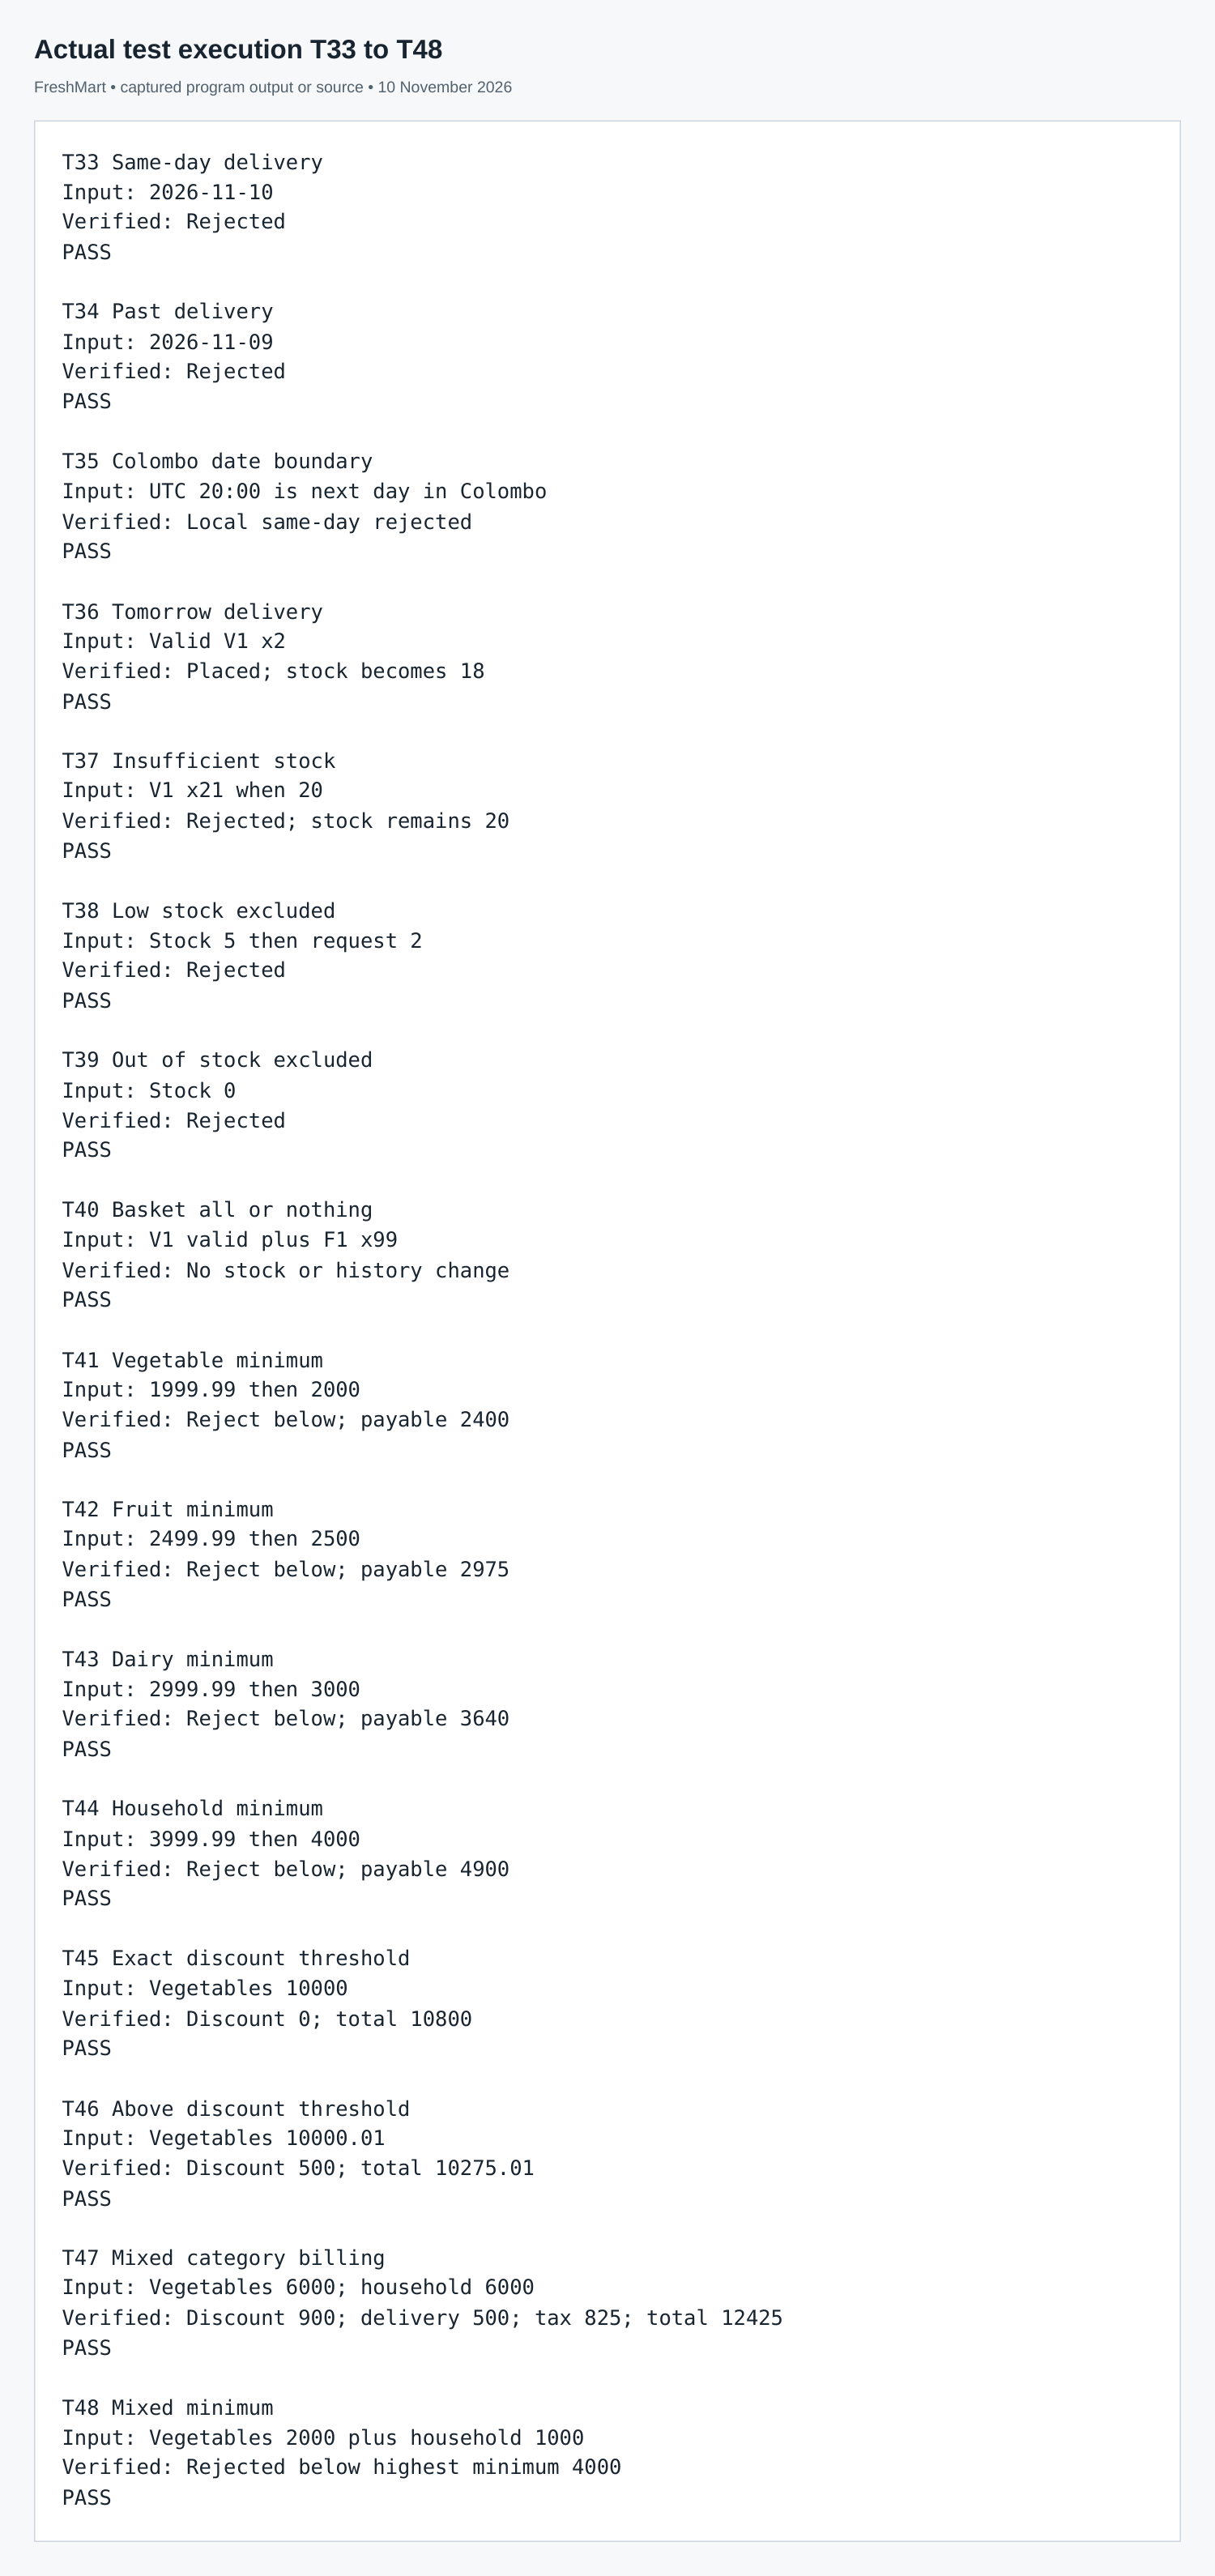 Actual test execution T33 to T48
FreshMart • captured program output or source • 10 November 2026
T33 Same-day delivery
Input: 2026-11-10
Verified: Rejected
PASS
T34 Past delivery
Input: 2026-11-09
Verified: Rejected
PASS
T35 Colombo date boundary
Input: UTC 20:00 is next day in Colombo
Verified: Local same-day rejected
PASS
T36 Tomorrow delivery
Input: Valid V1 x2
Verified: Placed; stock becomes 18
PASS
T37 Insufficient stock
Input: V1 x21 when 20
Verified: Rejected; stock remains 20
PASS
T38 Low stock excluded
Input: Stock 5 then request 2
Verified: Rejected
PASS
T39 Out of stock excluded
Input: Stock 0
Verified: Rejected
PASS
T40 Basket all or nothing
Input: V1 valid plus F1 x99
Verified: No stock or history change
PASS
T41 Vegetable minimum
Input: 1999.99 then 2000
Verified: Reject below; payable 2400
PASS
T42 Fruit minimum
Input: 2499.99 then 2500
Verified: Reject below; payable 2975
PASS
T43 Dairy minimum
Input: 2999.99 then 3000
Verified: Reject below; payable 3640
PASS
T44 Household minimum
Input: 3999.99 then 4000
Verified: Reject below; payable 4900
PASS
T45 Exact discount threshold
Input: Vegetables 10000
Verified: Discount 0; total 10800
PASS
T46 Above discount threshold
Input: Vegetables 10000.01
Verified: Discount 500; total 10275.01
PASS
T47 Mixed category billing
Input: Vegetables 6000; household 6000
Verified: Discount 900; delivery 500; tax 825; total 12425
PASS
T48 Mixed minimum
Input: Vegetables 2000 plus household 1000
Verified: Rejected below highest minimum 4000
PASS